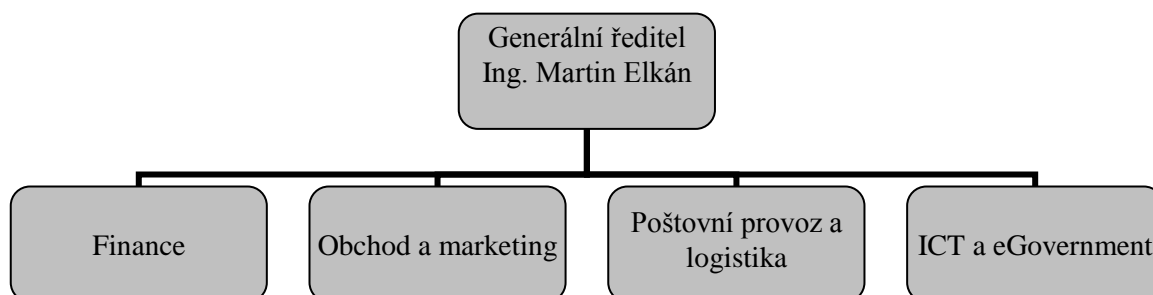 Generální ředitel
Ing. Martin Elkán
Finance
Obchod a marketing
Poštovní provoz a
logistika
ICT a eGovernment